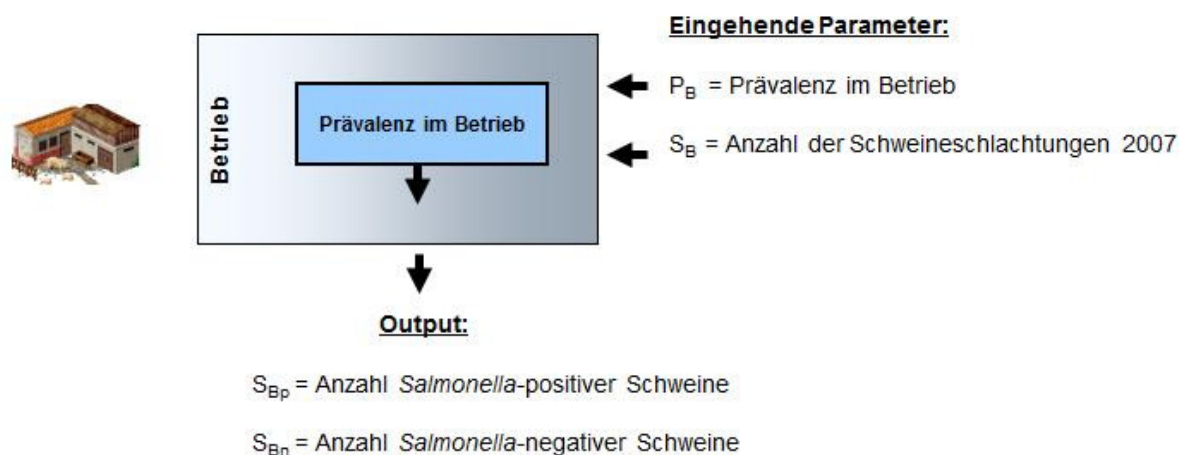 Eingehende Parameter:
P_B = Prävalenz im Betrieb
S_B = Anzahl der Schweineschlachtungen 2007
Betrieb
Prävalenz im Betrieb
Output:
S_Bp = Anzahl Salmonella-positiver Schweine
S_Bn = Anzahl Salmonella-negativer Schweine